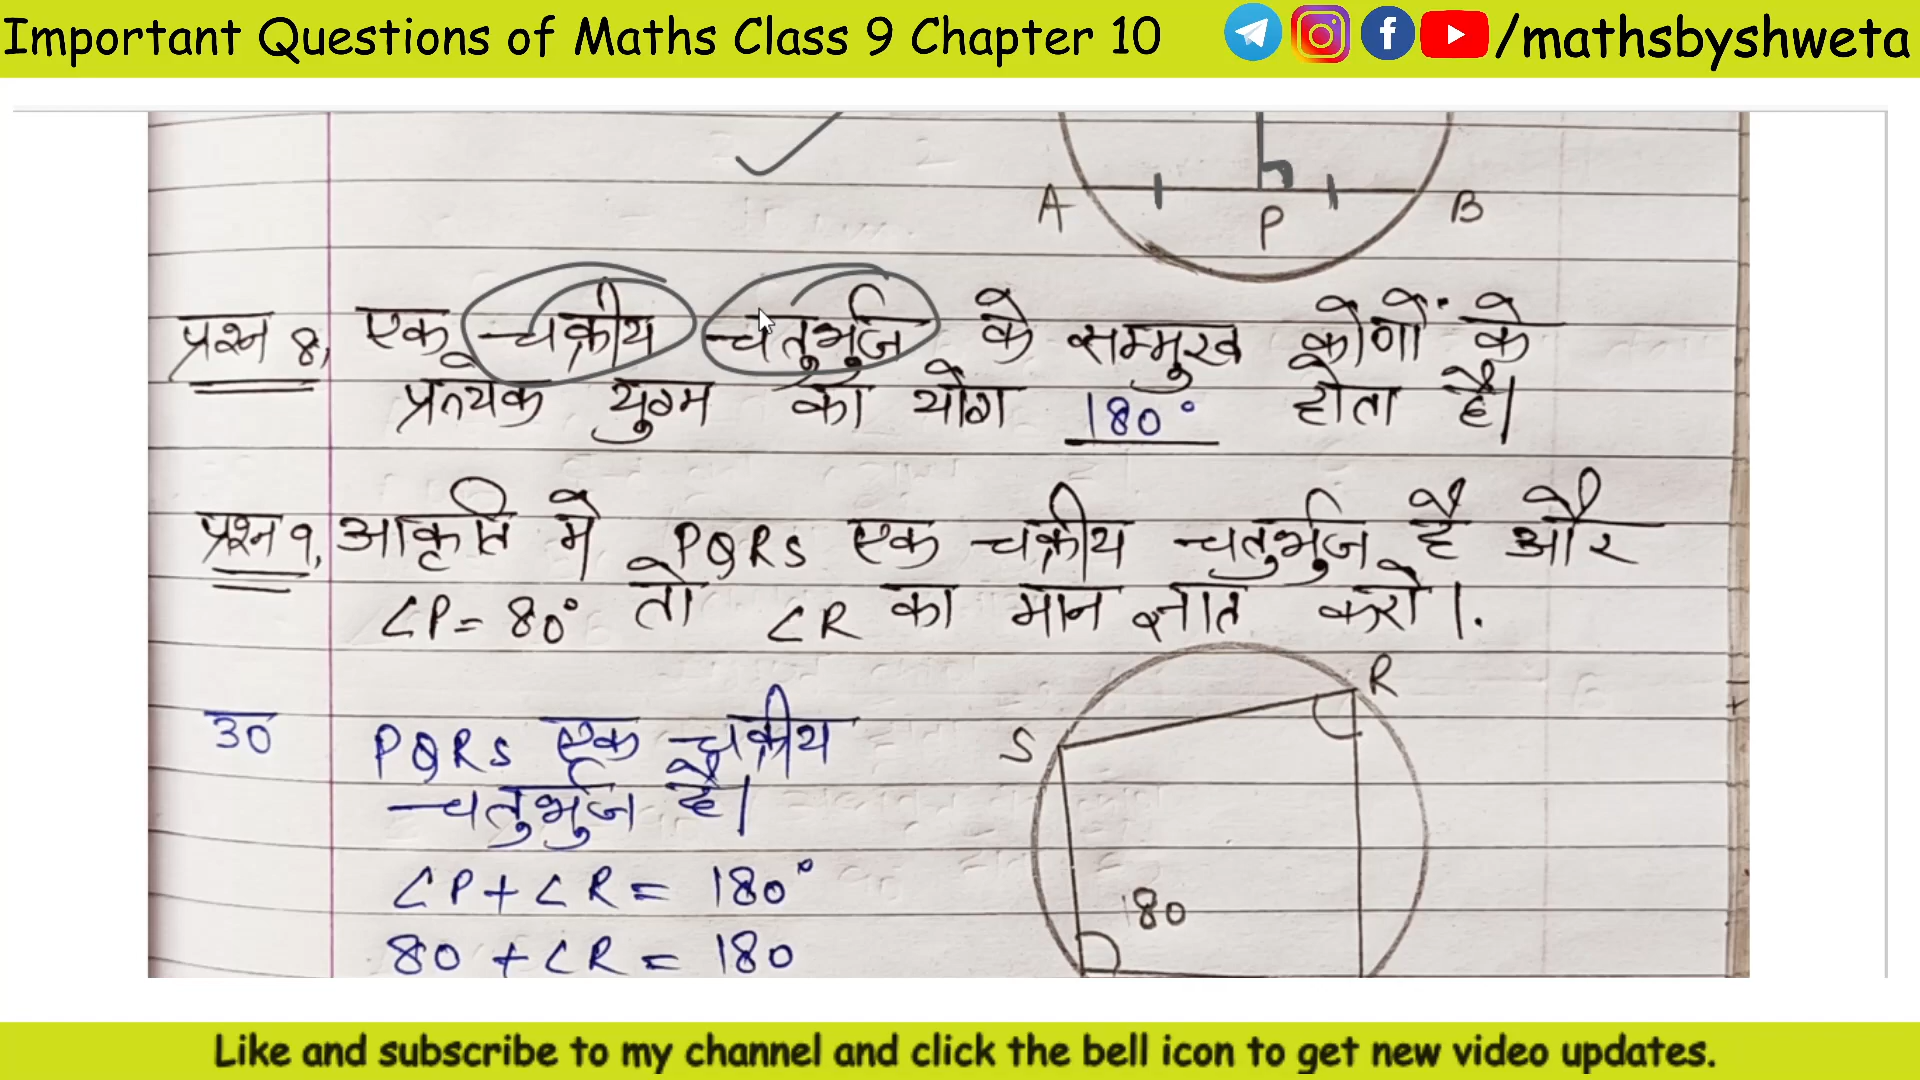 Important Questions of Maths Class 9 Chapter 10
/mathsbyshweta
A
P
B
प्रश्न 8, एक चक्रीय चतुर्भुज के सम्मुख कोणों के
प्रत्येक युग्म का योग 180° होता है।
प्रश्न 9, आकृति मे PQRS एक चक्रीय चतुर्भुज है और
∠P = 80° तो ∠R का मान ज्ञात करो।.
R
S
उ0 PQRS एक चक्रीय
चतुर्भुज है।
∠P + ∠R = 180°
80
80 + ∠R = 180
Like and subscribe to my channel and click the bell icon to get new video updates.